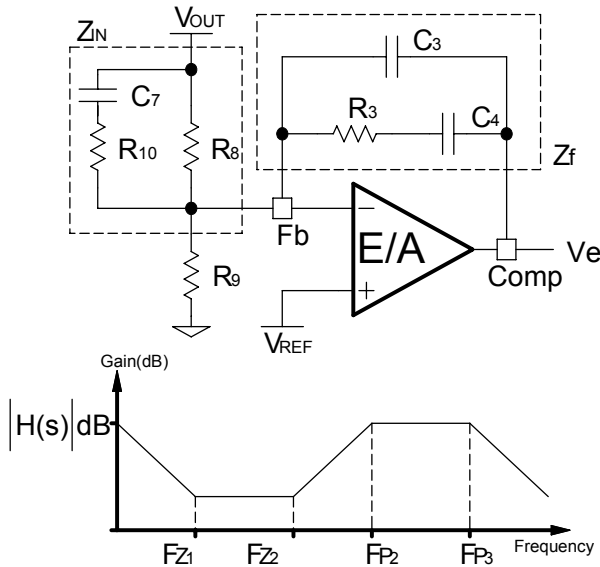 ZIN
VOUT
C3
C7
R3
C4
R10
R8
Zf
Fb
E/A
Ve
Comp
R9
VREF
Gain(dB)
|H(s)|dB
FZ1
FZ2
FP2
FP3
Frequency